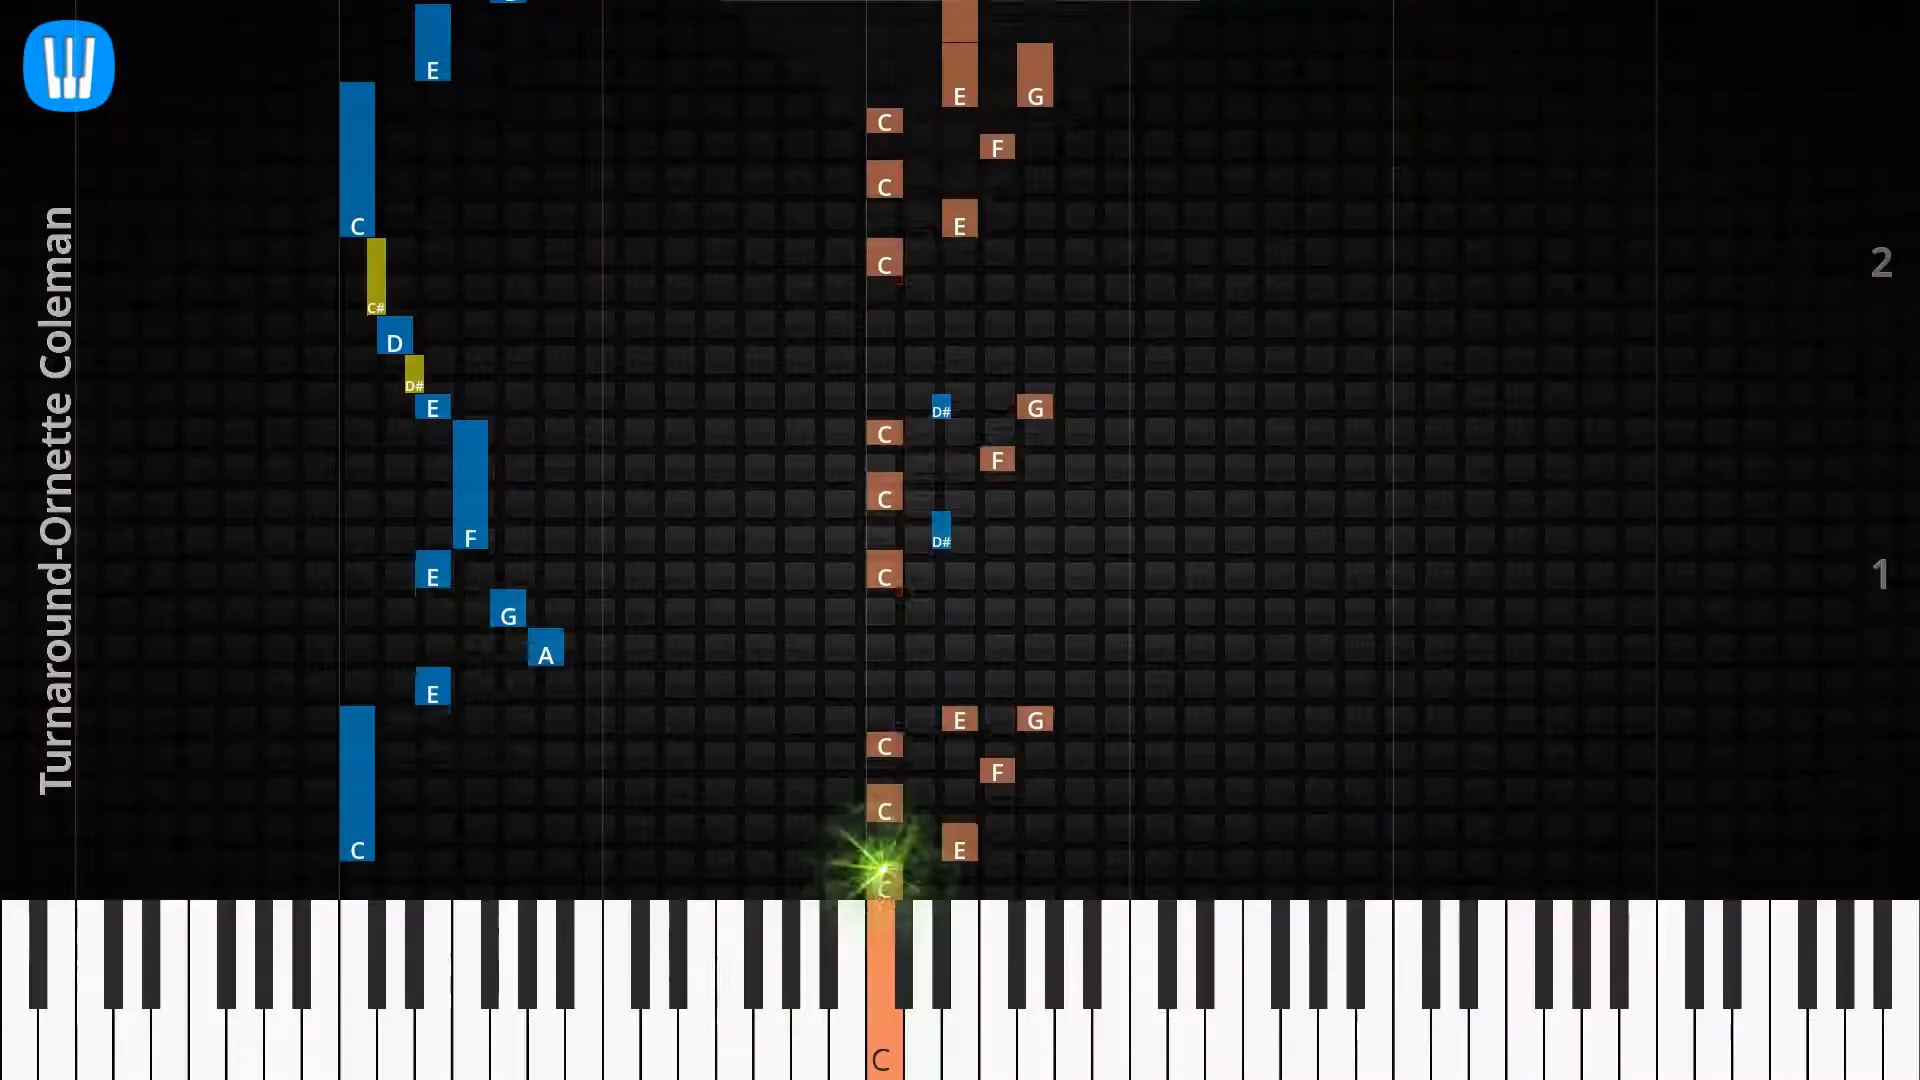 Turnaround-Ornette Coleman
E
E G
C
F
C
C E
C 2
C#
D
D#
E D# G
C
F
C
F D#
E C 1
G
A
E
E G
C
F
C
C E
C
C